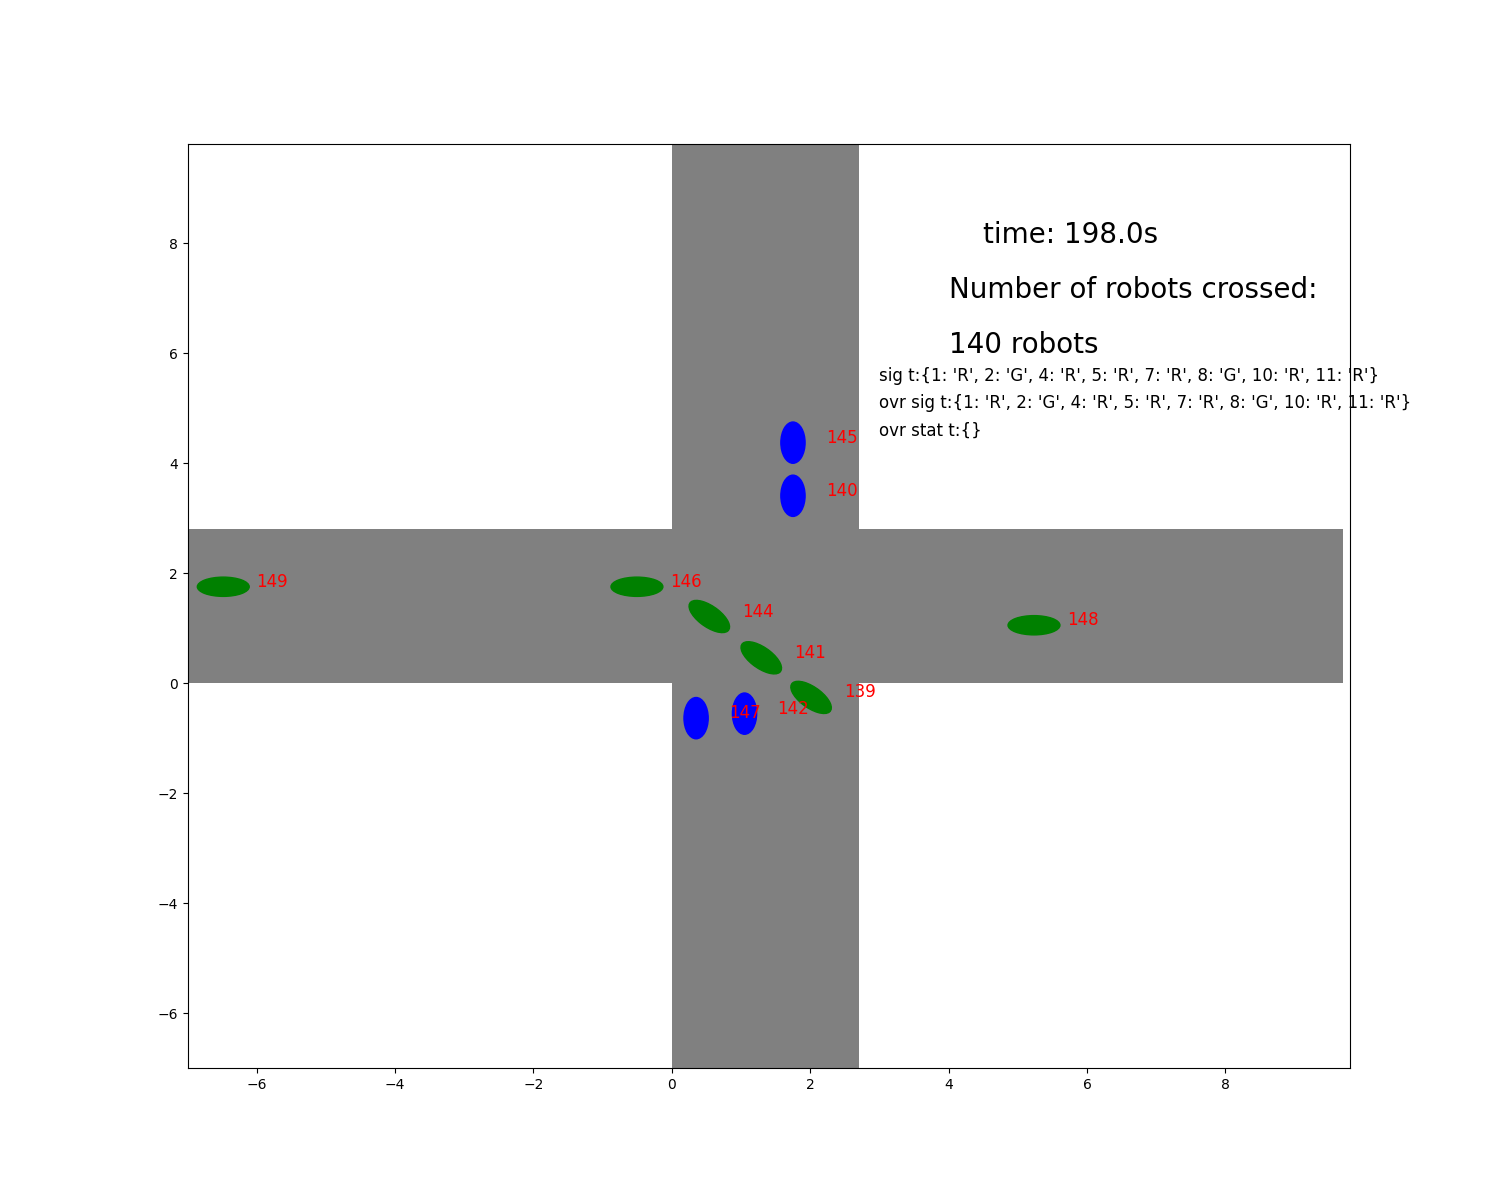 time: 198.0s
Number of robots crossed:
140 robots
sig t:{1: 'R', 2: 'G', 4: 'R', 5: 'R', 7: 'R', 8: 'G', 10: 'R', 11: 'R'}
ovr sig t:{1: 'R', 2: 'G', 4: 'R', 5: 'R', 7: 'R', 8: 'G', 10: 'R', 11: 'R'}
ovr stat t:{}
145
140
149
146
144
148
141
139
147
142
8
6
4
2
0
−2
−4
−6
−6 −4 −2 0 2 4 6 8